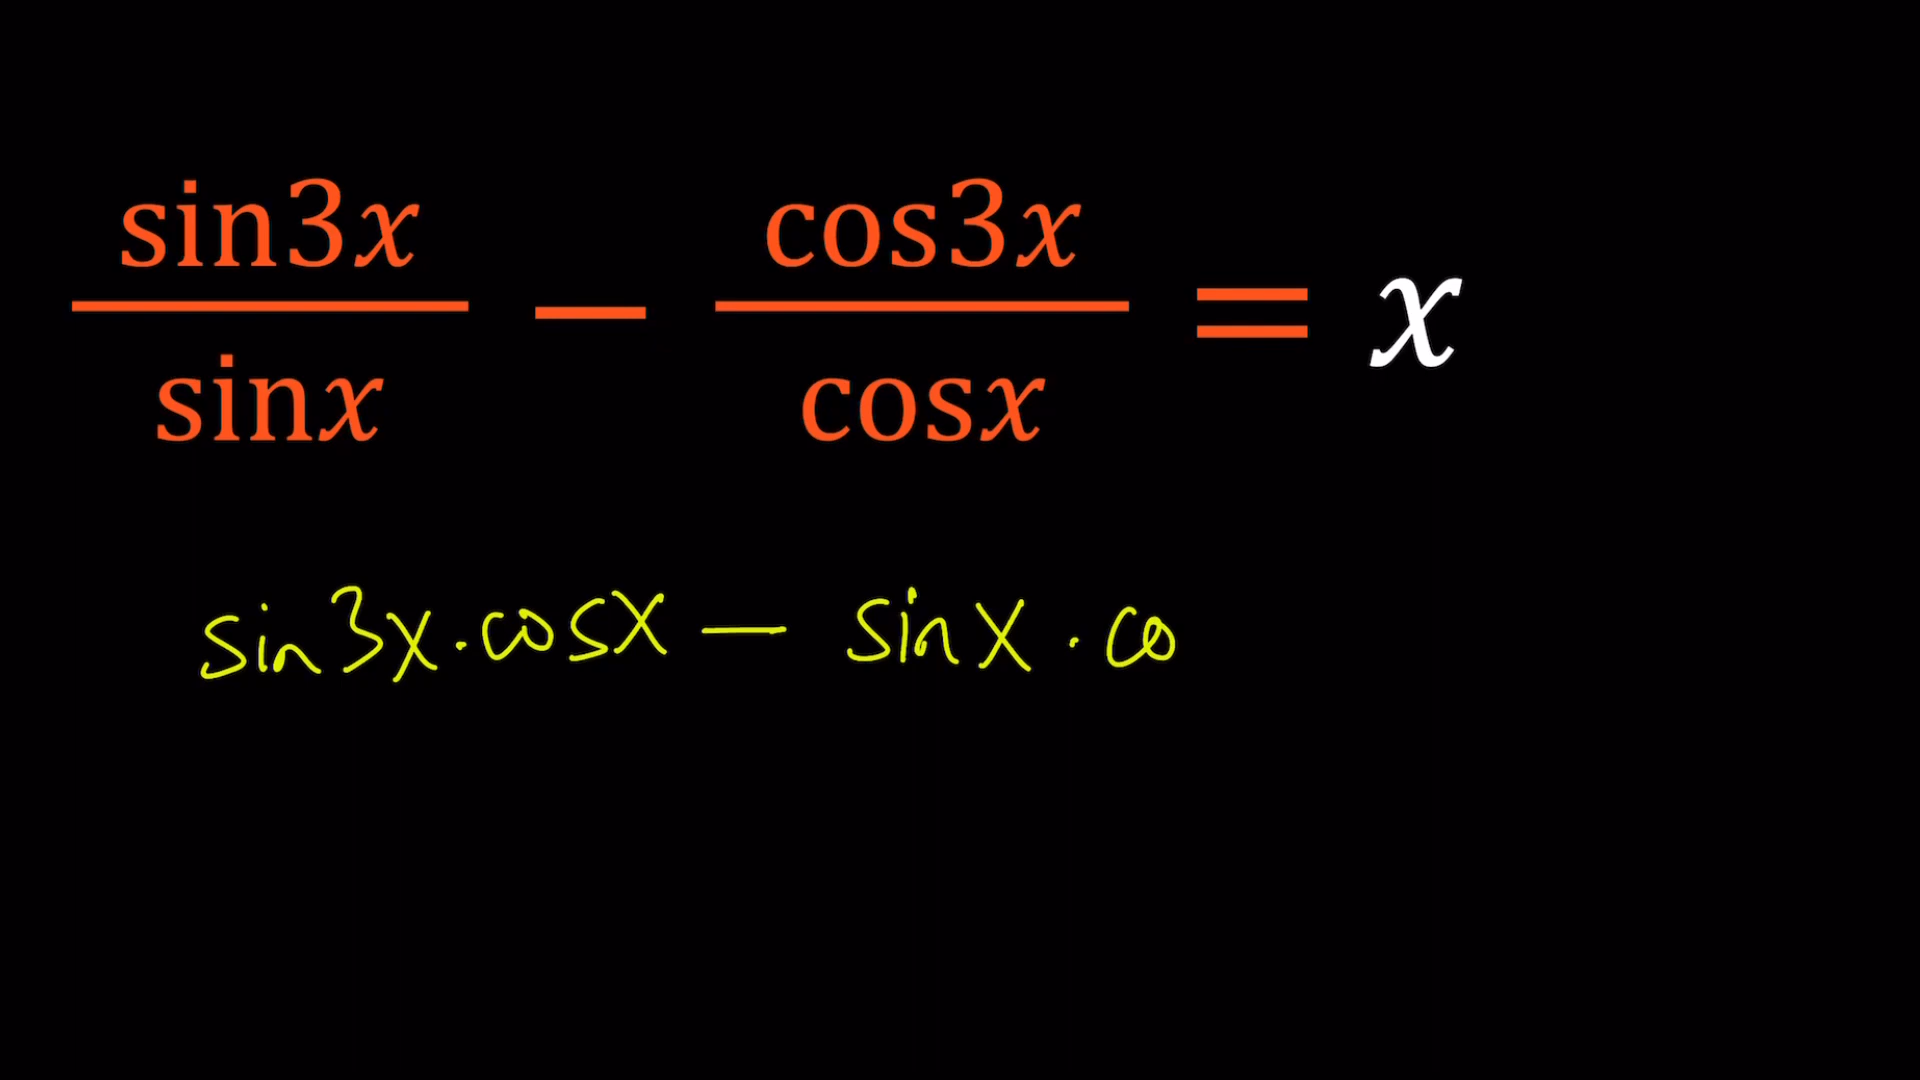 sin3x/sinx − cos3x/cosx = x
sin3x·cosx − sinx·co